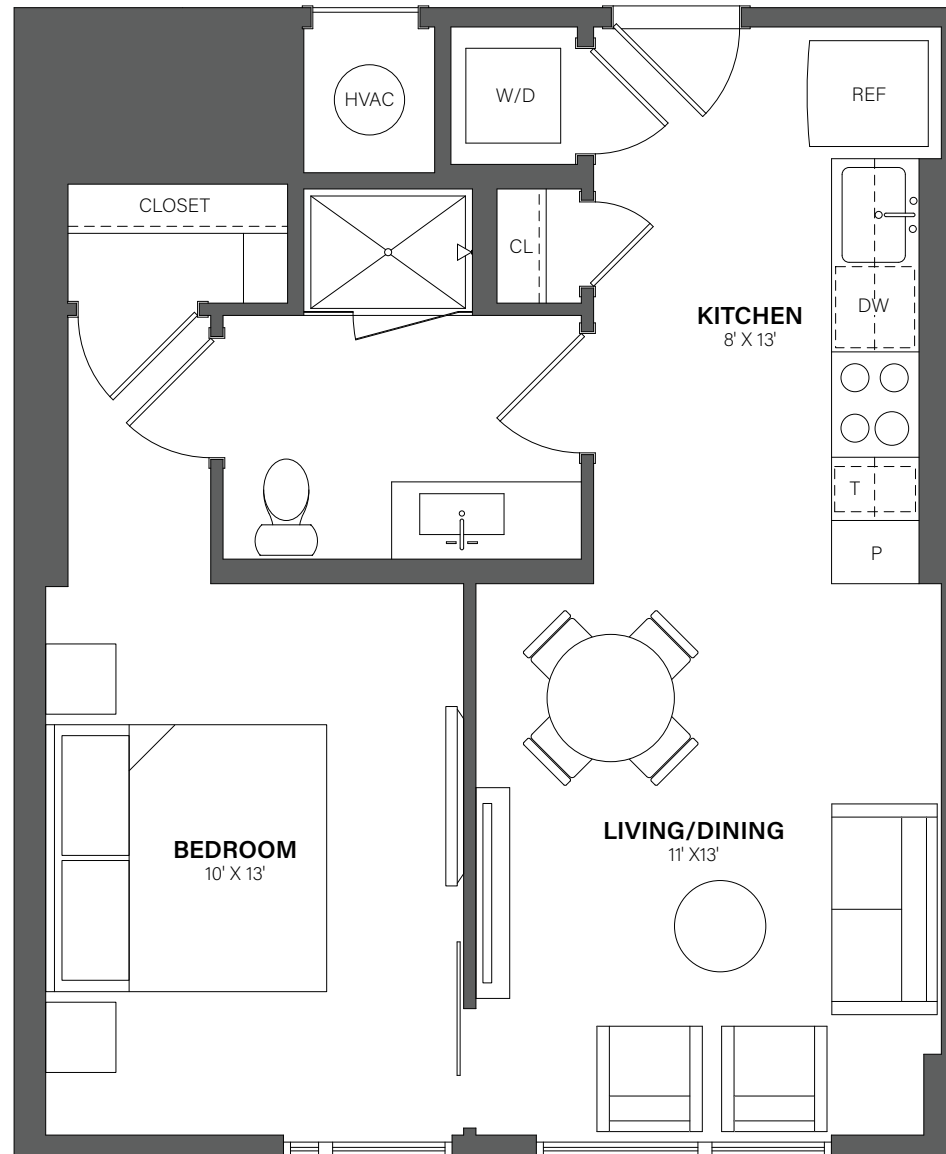 HVAC
W/D
REF
CLOSET
CL
KITCHEN
8' X 13'
DW
T
P
BEDROOM
10' X 13'
LIVING/DINING
11' X13'